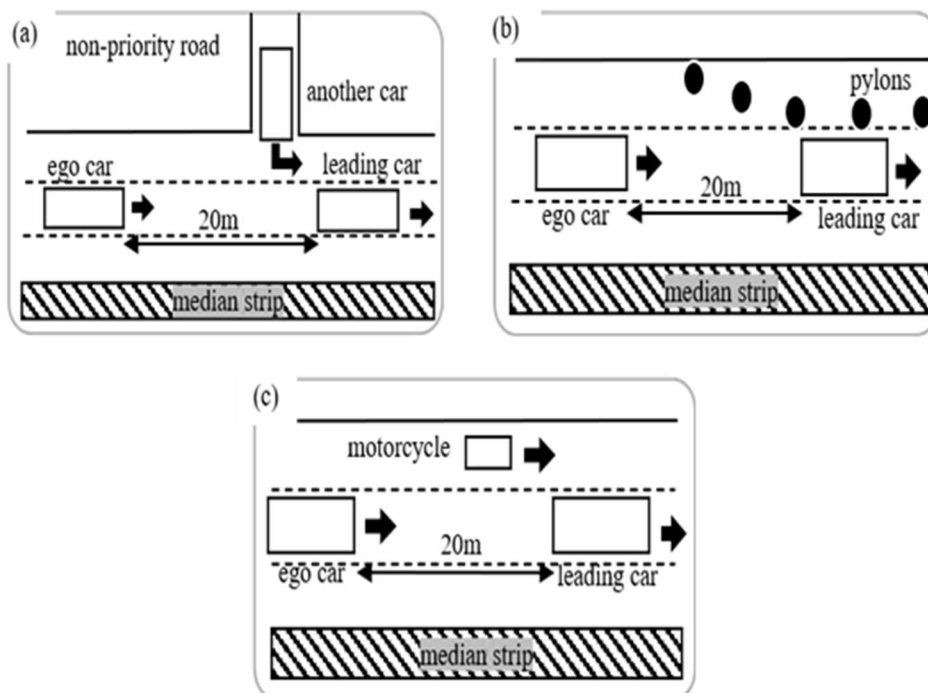 (a)
non-priority road
another car
ego car
leading car
20m
median strip
(b)
pylons
20m
ego car
leading car
median strip
(c)
motorcycle
20m
ego car
leading car
median strip